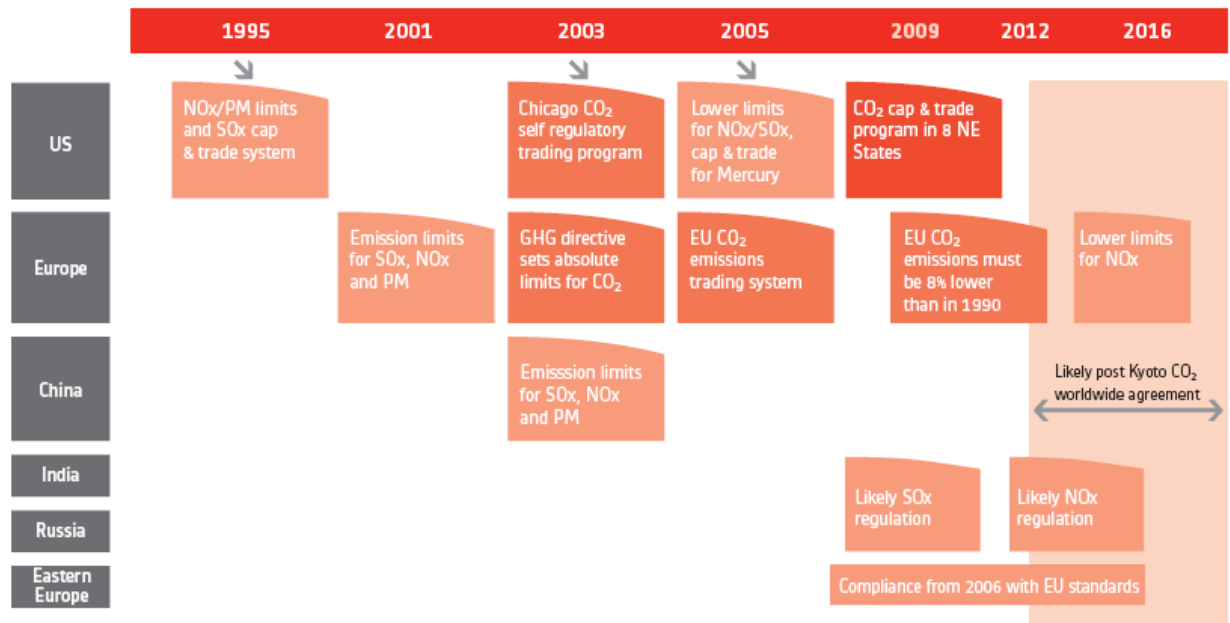 1995 2001 2003 2005 2009 2012 2016
US
NOx/PM limits
and SOx cap
& trade system
Chicago CO₂
self regulatory
trading program
Lower limits
for NOx/SOx,
cap & trade
for Mercury
CO₂ cap & trade
program in 8 NE
States
Europe
Emission limits
for SOx, NOx
and PM
GHG directive
sets absolute
limits for CO₂
EU CO₂
emissions
trading system
EU CO₂
emissions must
be 8% lower
than in 1990
Lower limits
for NOx
China
Emisssion limits
for SOx, NOx
and PM
Likely post Kyoto CO₂
worldwide agreement
India
Russia
Likely SOx
regulation
Likely NOx
regulation
Eastern
Europe
Compliance from 2006 with EU standards